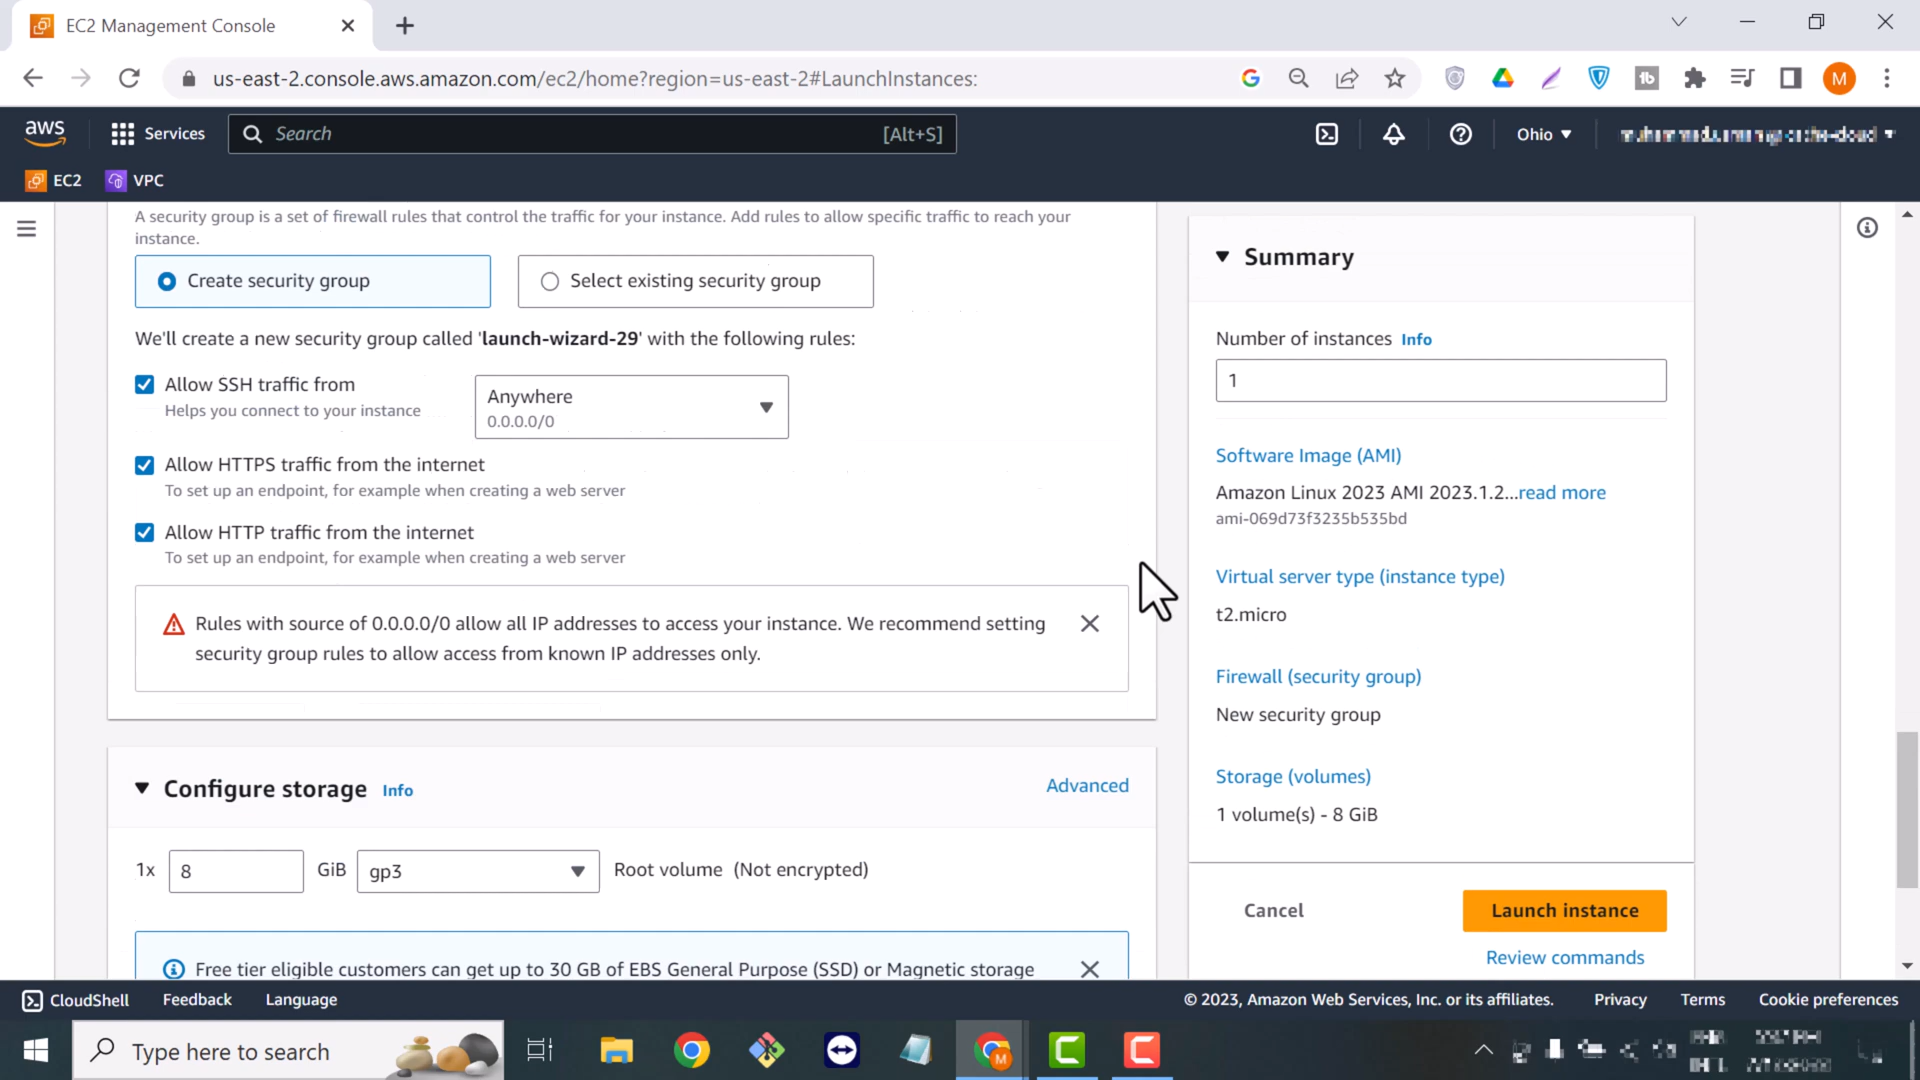 EC2 Management Console
us-east-2.console.aws.amazon.com/ec2/home?region=us-east-2#LaunchInstances:
M
aws
Services
Search
[Alt+S]
Ohio
EC2
VPC
A security group is a set of firewall rules that control the traffic for your instance. Add rules to allow specific traffic to reach your
instance.
Create security group
Select existing security group
We'll create a new security group called 'launch-wizard-29' with the following rules:
Allow SSH traffic from
Helps you connect to your instance
Anywhere
0.0.0.0/0
Allow HTTPS traffic from the internet
To set up an endpoint, for example when creating a web server
Allow HTTP traffic from the internet
To set up an endpoint, for example when creating a web server
Rules with source of 0.0.0.0/0 allow all IP addresses to access your instance. We recommend setting
security group rules to allow access from known IP addresses only.
Configure storage Info
Advanced
1x
8
GiB
gp3
Root volume (Not encrypted)
Free tier eligible customers can get up to 30 GB of EBS General Purpose (SSD) or Magnetic storage
Summary
Number of instances Info
1
Software Image (AMI)
Amazon Linux 2023 AMI 2023.1.2...read more
ami-069d73f3235b535bd
Virtual server type (instance type)
t2.micro
Firewall (security group)
New security group
Storage (volumes)
1 volume(s) - 8 GiB
Cancel
Launch instance
Review commands
CloudShell
Feedback
Language
© 2023, Amazon Web Services, Inc. or its affiliates.
Privacy
Terms
Cookie preferences
Type here to search